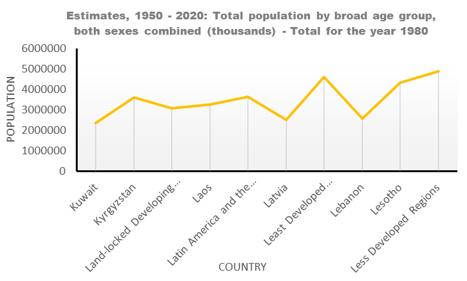 Estimates, 1950 - 2020: Total population by broad age group,
both sexes combined (thousands) - Total for the year 1980
6000000
5000000
4000000
3000000
2000000
1000000
0
POPULATION
Kuwait
Kyrgyzstan
Land-locked Developing...
Laos
Latin America and the...
Latvia
Least Developed...
Lebanon
Lesotho
Less Developed Regions
COUNTRY